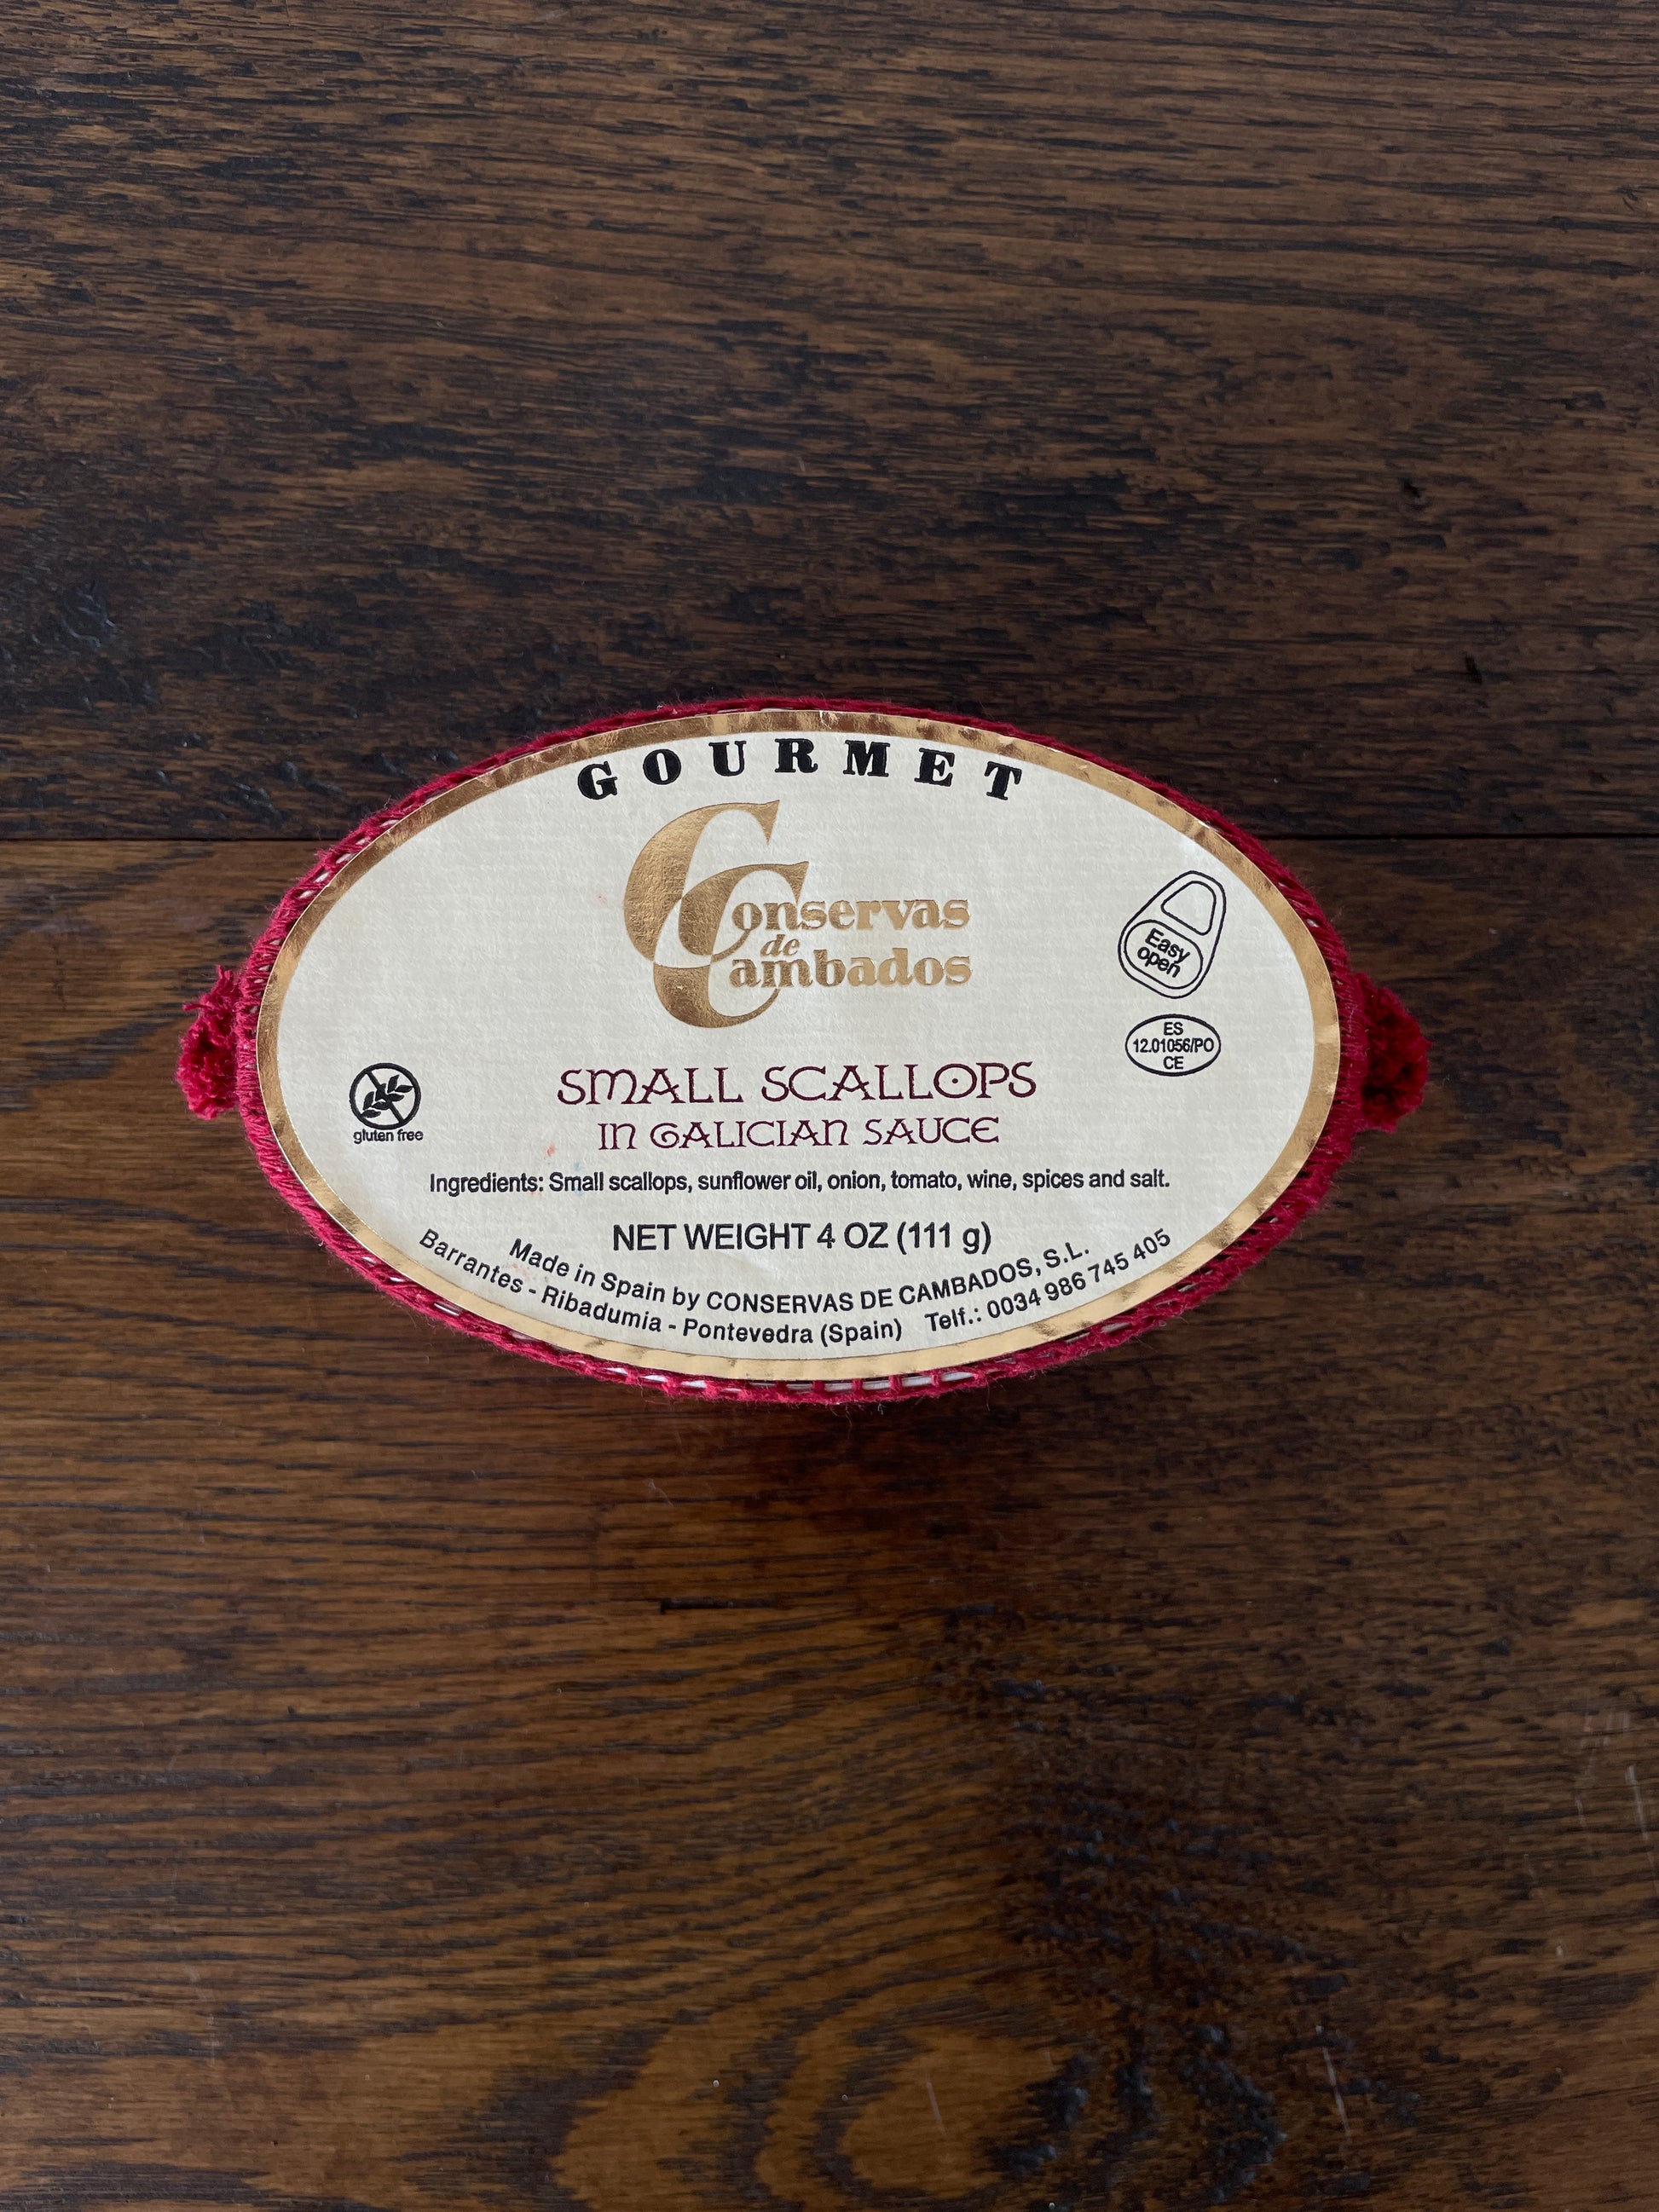 GOURMET
Conservas
de
Cambados
Easy
open
ES
12.01056/PO
CE
SMALL SCALLOPS
IN GALICIAN SAUCE
gluten free
Ingredients: Small scallops, sunflower oil, onion, tomato, wine, spices and salt.
NET WEIGHT 4 OZ (111 g)
Made in Spain by CONSERVAS DE CAMBADOS, S.L.
Barrantes - Ribadumia - Pontevedra (Spain) Telf.: 0034 986 745 405